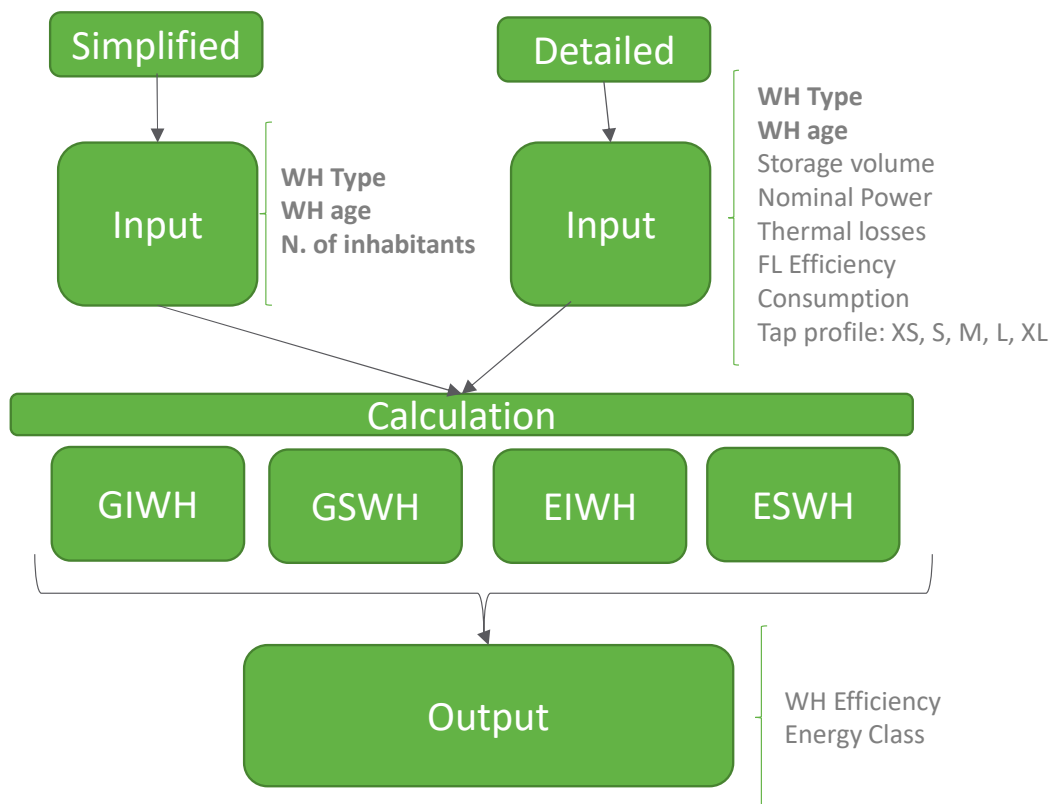 Simplified
Detailed
Input
WH Type
WH age
N. of inhabitants
Input
WH Type
WH age
Storage volume
Nominal Power
Thermal losses
FL Efficiency
Consumption
Tap profile: XS, S, M, L, XL
Calculation
GIWH
GSWH
EIWH
ESWH
Output
WH Efficiency
Energy Class